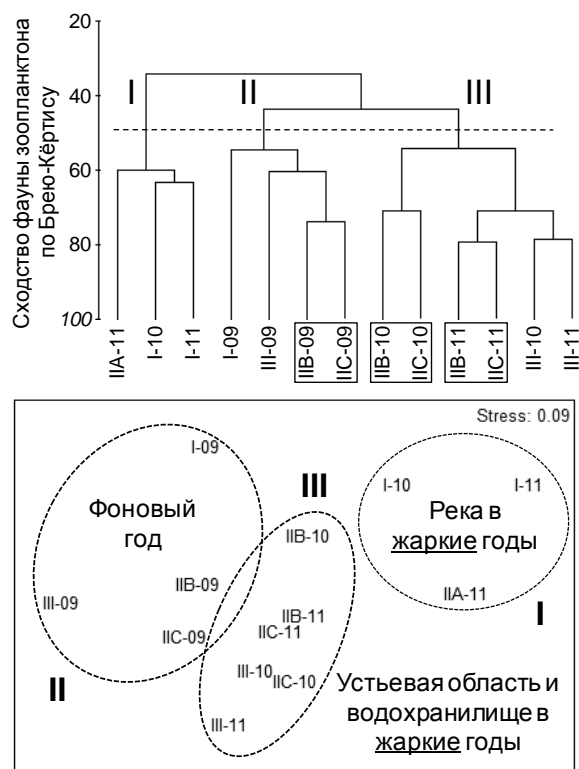 Сходство фауны зоопланктона
по Брею-Кёртису
20
40
60
80
100
I
II
III
IIA-11
I-10
I-11
I-09
III-09
IIB-09
IIC-09
IIB-10
IIC-10
IIB-11
IIC-11
III-10
III-11
Stress: 0.09
I-09
III
Фоновый
год
I-10
I-11
Река в
жаркие годы
IIB-10
IIB-09
III-09
IIA-11
IIB-11
IIC-11
IIC-09
I
III-10
IIC-10
II
Устьевая область и
водохранилище в
жаркие годы
III-11